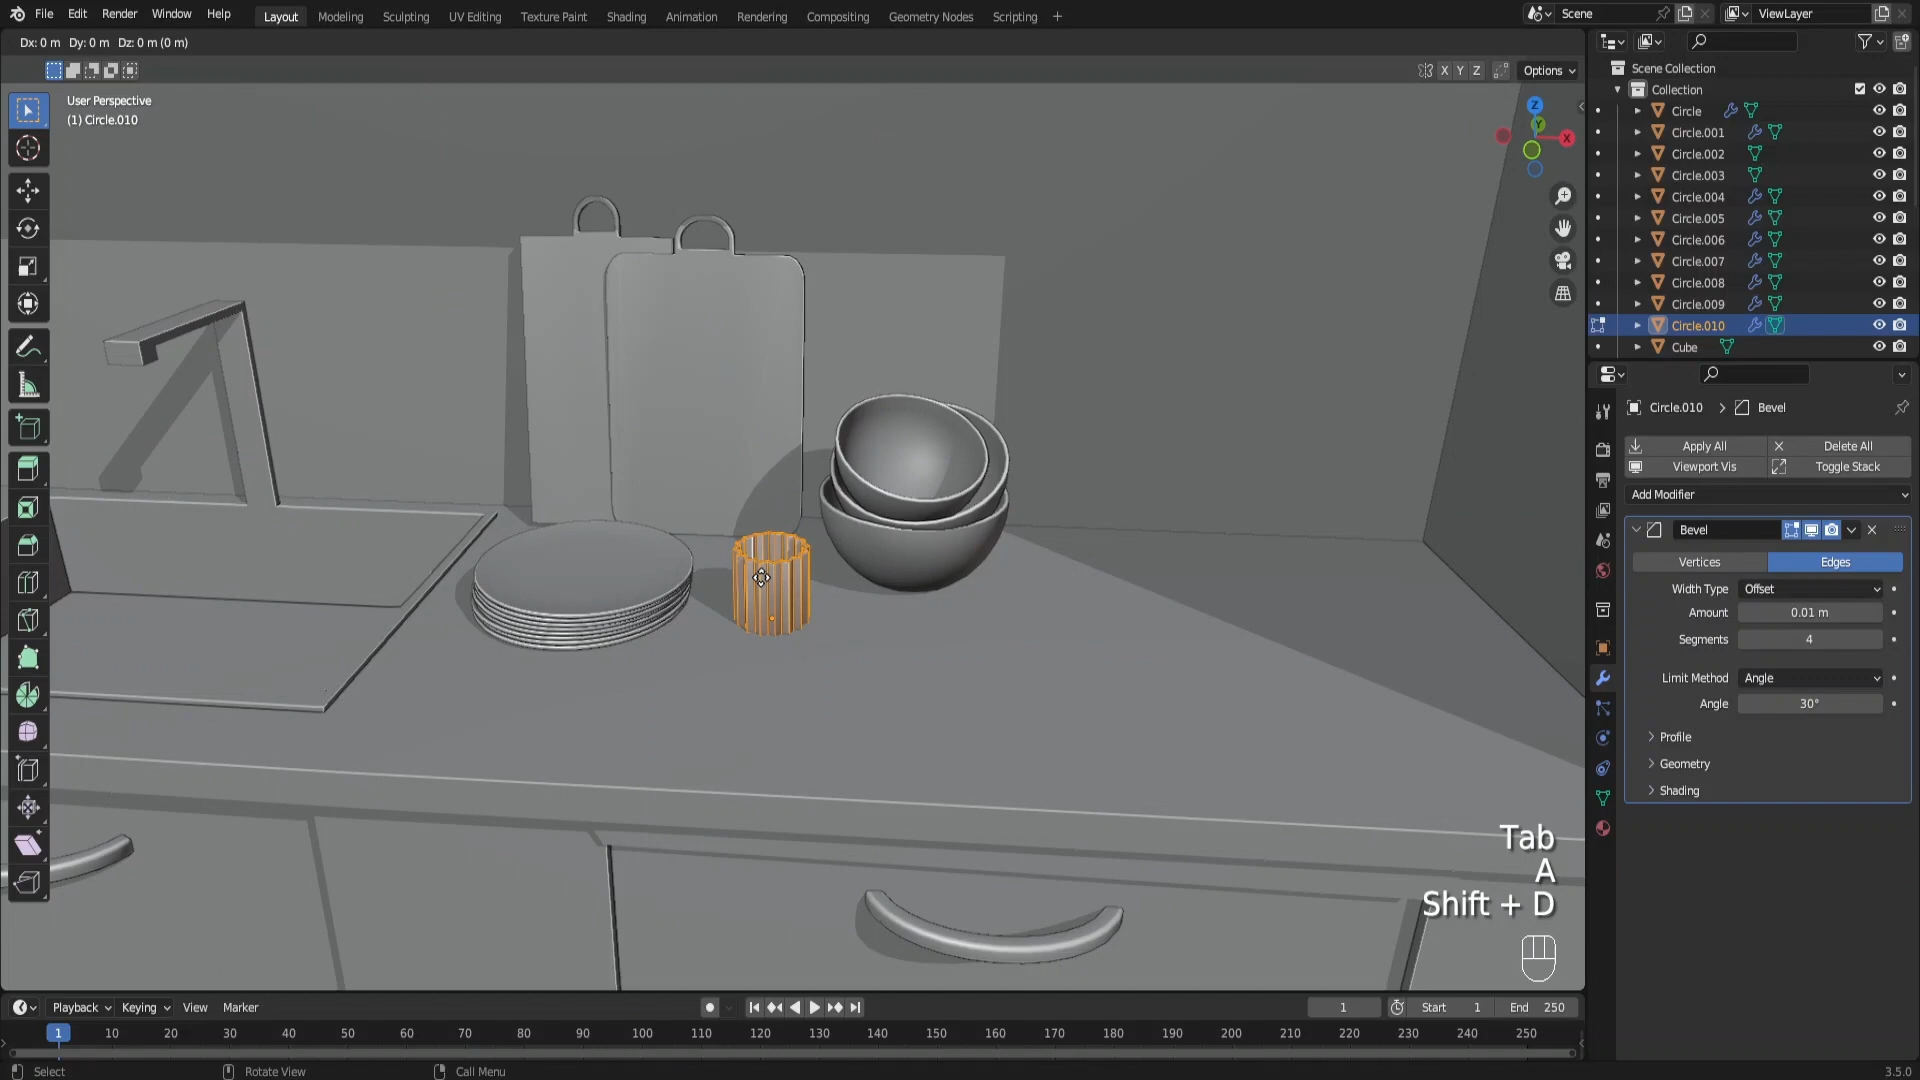 File Edit Render Window Help Layout Modeling Sculpting UV Editing Texture Paint Shading Animation Rendering Compositing Geometry Nodes Scripting + Scene ViewLayer
Dx: 0 m Dy: 0 m Dz: 0 m (0 m)
X Y Z Options
User Perspective
(1) Circle.010
Z
Y
X
Scene Collection
Collection
Circle
Circle.001
Circle.002
Circle.003
Circle.004
Circle.005
Circle.006
Circle.007
Circle.008
Circle.009
Circle.010
Cube
Circle.010 > Bevel
Apply All Delete All
Viewport Vis Toggle Stack
Add Modifier
Bevel
Vertices Edges
Width Type Offset
Amount 0.01 m
Segments 4
Limit Method Angle
Angle 30°
Profile
Geometry
Shading
Tab
A
Shift + D
Playback Keying View Marker 1 Start 1 End 250
1 10 20 30 40 50 60 70 80 90 100 110 120 130 140 150 160 170 180 190 200 210 220 230 240 250
Select Rotate View Call Menu 3.5.0